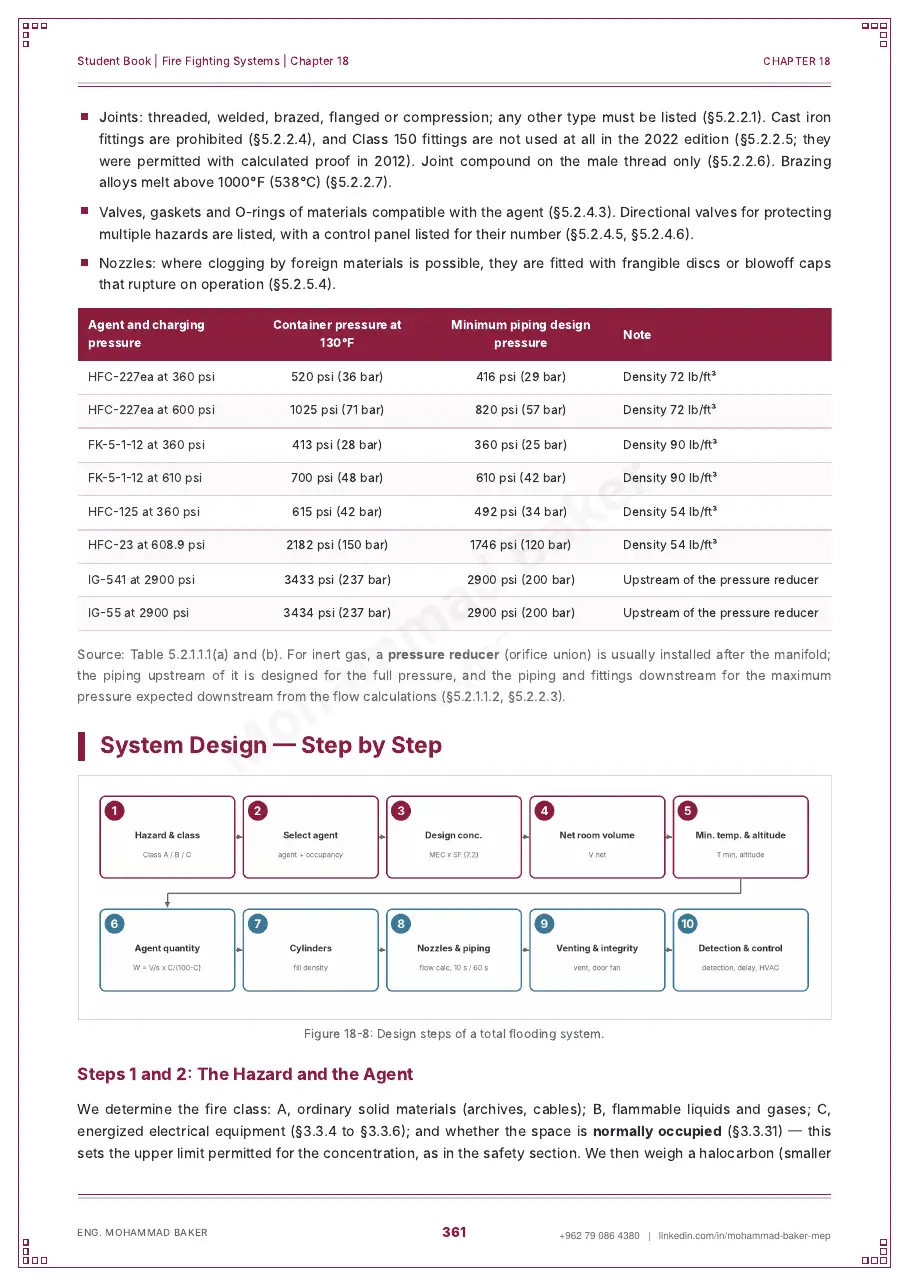 Student Book | Fire Fighting Systems | Chapter 18
CHAPTER 18
Joints: threaded, welded, brazed, flanged or compression; any other type must be listed (§5.2.2.1). Cast iron
fittings are prohibited (§5.2.2.4), and Class 150 fittings are not used at all in the 2022 edition (§5.2.2.5; they
were permitted with calculated proof in 2012). Joint compound on the male thread only (§5.2.2.6). Brazing
alloys melt above 1000°F (538°C) (§5.2.2.7).
Valves, gaskets and O-rings of materials compatible with the agent (§5.2.4.3). Directional valves for protecting
multiple hazards are listed, with a control panel listed for their number (§5.2.4.5, §5.2.4.6).
Nozzles: where clogging by foreign materials is possible, they are fitted with frangible discs or blowoff caps
that rupture on operation (§5.2.5.4).
Agent and charging pressure | Container pressure at 130°F | Minimum piping design pressure | Note
HFC-227ea at 360 psi | 520 psi (36 bar) | 416 psi (29 bar) | Density 72 lb/ft³
HFC-227ea at 600 psi | 1025 psi (71 bar) | 820 psi (57 bar) | Density 72 lb/ft³
FK-5-1-12 at 360 psi | 413 psi (28 bar) | 360 psi (25 bar) | Density 90 lb/ft³
FK-5-1-12 at 610 psi | 700 psi (48 bar) | 610 psi (42 bar) | Density 90 lb/ft³
HFC-125 at 360 psi | 615 psi (42 bar) | 492 psi (34 bar) | Density 54 lb/ft³
HFC-23 at 608.9 psi | 2182 psi (150 bar) | 1746 psi (120 bar) | Density 54 lb/ft³
IG-541 at 2900 psi | 3433 psi (237 bar) | 2900 psi (200 bar) | Upstream of the pressure reducer
IG-55 at 2900 psi | 3434 psi (237 bar) | 2900 psi (200 bar) | Upstream of the pressure reducer
Mohammad baker
Source: Table 5.2.1.1.1(a) and (b). For inert gas, a pressure reducer (orifice union) is usually installed after the manifold;
the piping upstream of it is designed for the full pressure, and the piping and fittings downstream for the maximum
pressure expected downstream from the flow calculations (§5.2.1.1.2, §5.2.2.3).
System Design — Step by Step
1
Hazard & class
Class A / B / C
2
Select agent
agent + occupancy
3
Design conc.
MEC x SF (7.2)
4
Net room volume
V net
5
Min. temp. & altitude
T min, altitude
6
Agent quantity
W = V/s x C/(100-C)
7
Cylinders
fill density
8
Nozzles & piping
flow calc, 10 s / 60 s
9
Venting & integrity
vent, door fan
10
Detection & control
detection, delay, HVAC
Figure 18-8: Design steps of a total flooding system.
Steps 1 and 2: The Hazard and the Agent
We determine the fire class: A, ordinary solid materials (archives, cables); B, flammable liquids and gases; C,
energized electrical equipment (§3.3.4 to §3.3.6); and whether the space is normally occupied (§3.3.31) — this
sets the upper limit permitted for the concentration, as in the safety section. We then weigh a halocarbon (smaller
ENG. MOHAMMAD BAKER
361
+962 79 086 4380 | linkedin.com/in/mohammad-baker-mep